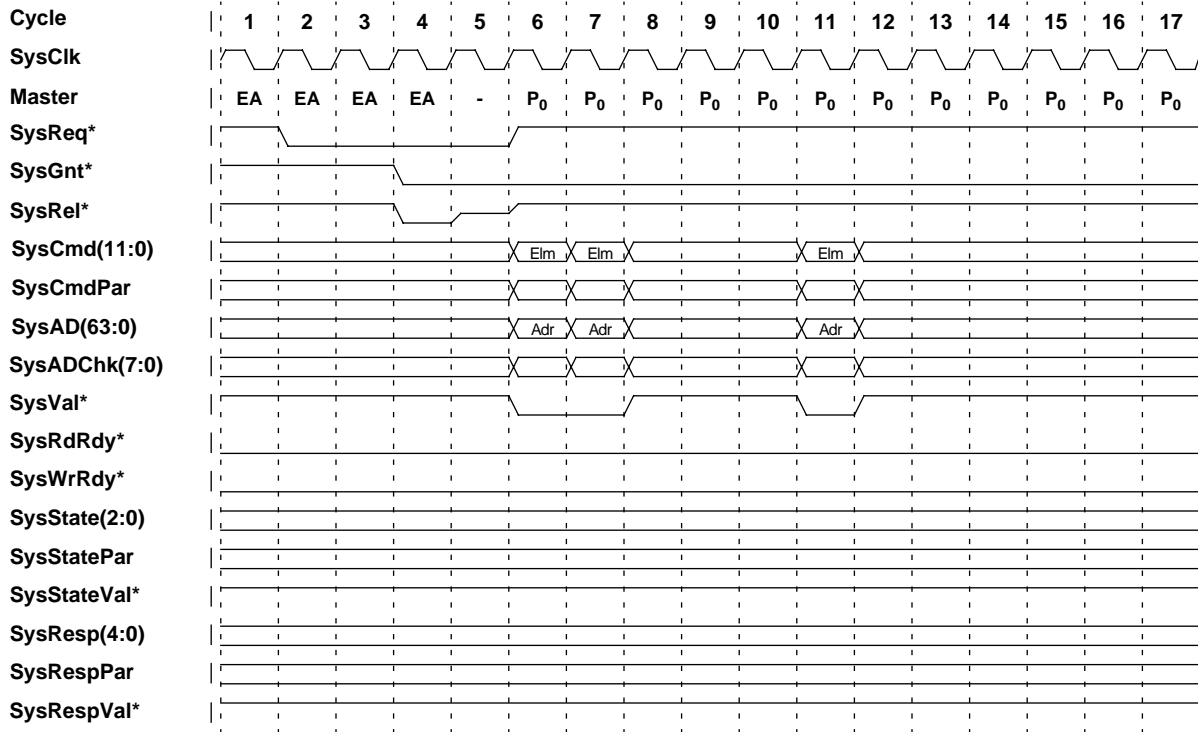 Cycle 1 2 3 4 5 6 7 8 9 10 11 12 13 14 15 16 17
SysClk
Master EA EA EA EA - P0 P0 P0 P0 P0 P0 P0 P0 P0 P0 P0 P0
SysReq*
SysGnt*
SysRel*
SysCmd(11:0) Elm Elm Elm
SysCmdPar
SysAD(63:0) Adr Adr Adr
SysADChk(7:0)
SysVal*
SysRdRdy*
SysWrRdy*
SysState(2:0)
SysStatePar
SysStateVal*
SysResp(4:0)
SysRespPar
SysRespVal*